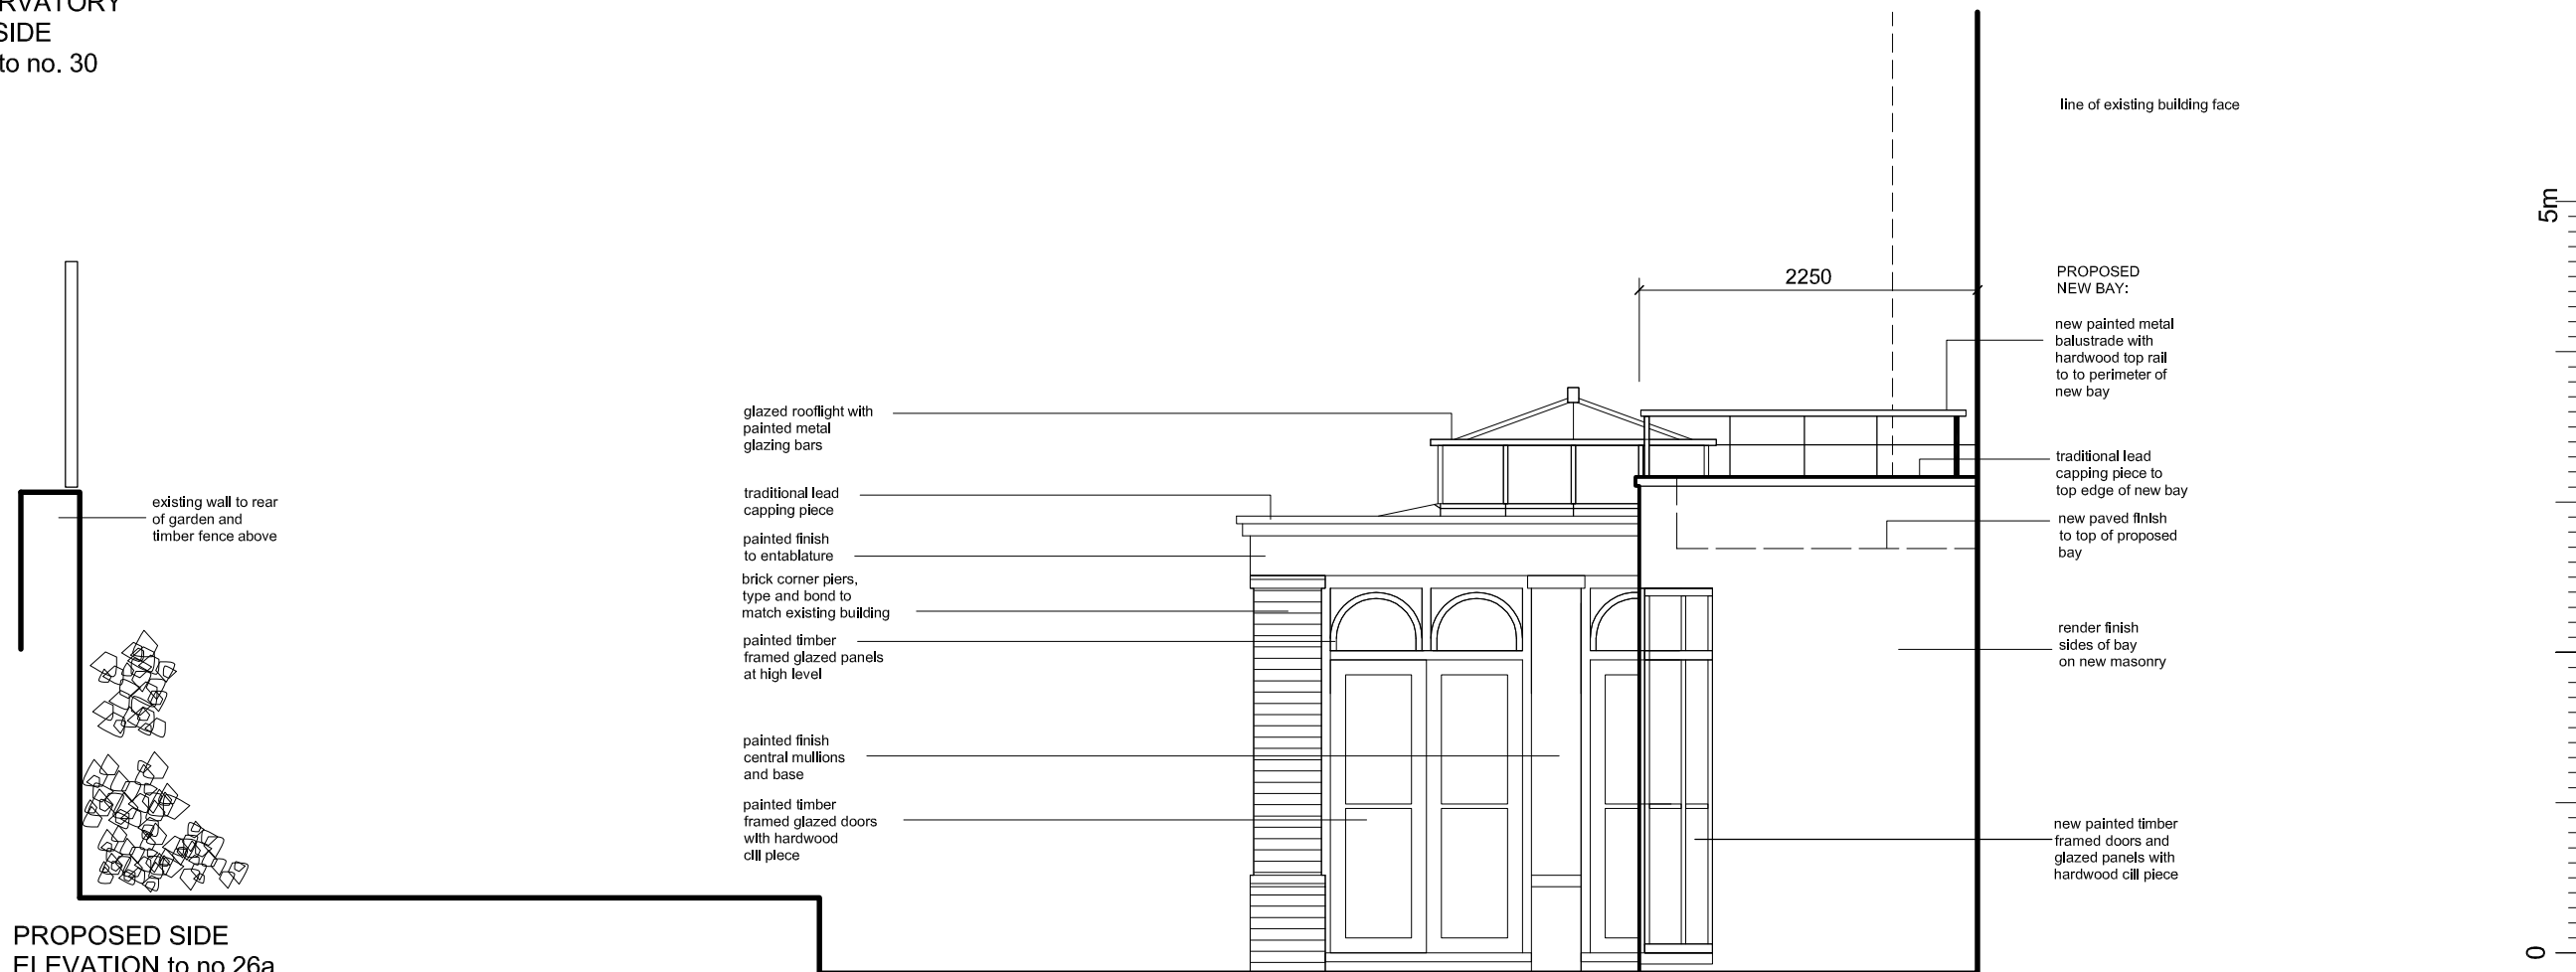 RVATORY
SIDE
to no. 30
line of existing building face
5m
2250
PROPOSED
NEW BAY:
new painted metal
balustrade with
hardwood top rail
to to perimeter of
new bay
glazed rooflight with
painted metal
glazing bars
traditional lead
capping piece to
top edge of new bay
existing wall to rear
of garden and
timber fence above
traditional lead
capping piece
new paved finish
to top of proposed
bay
painted finish
to entablature
brick corner piers,
type and bond to
match existing building
painted timber
framed glazed panels
at high level
render finish
sides of bay
on new masonry
painted finish
central mullions
and base
painted timber
framed glazed doors
with hardwood
cill piece
new painted timber
framed doors and
glazed panels with
hardwood cill piece
PROPOSED SIDE
ELEVATION to no 26a
0